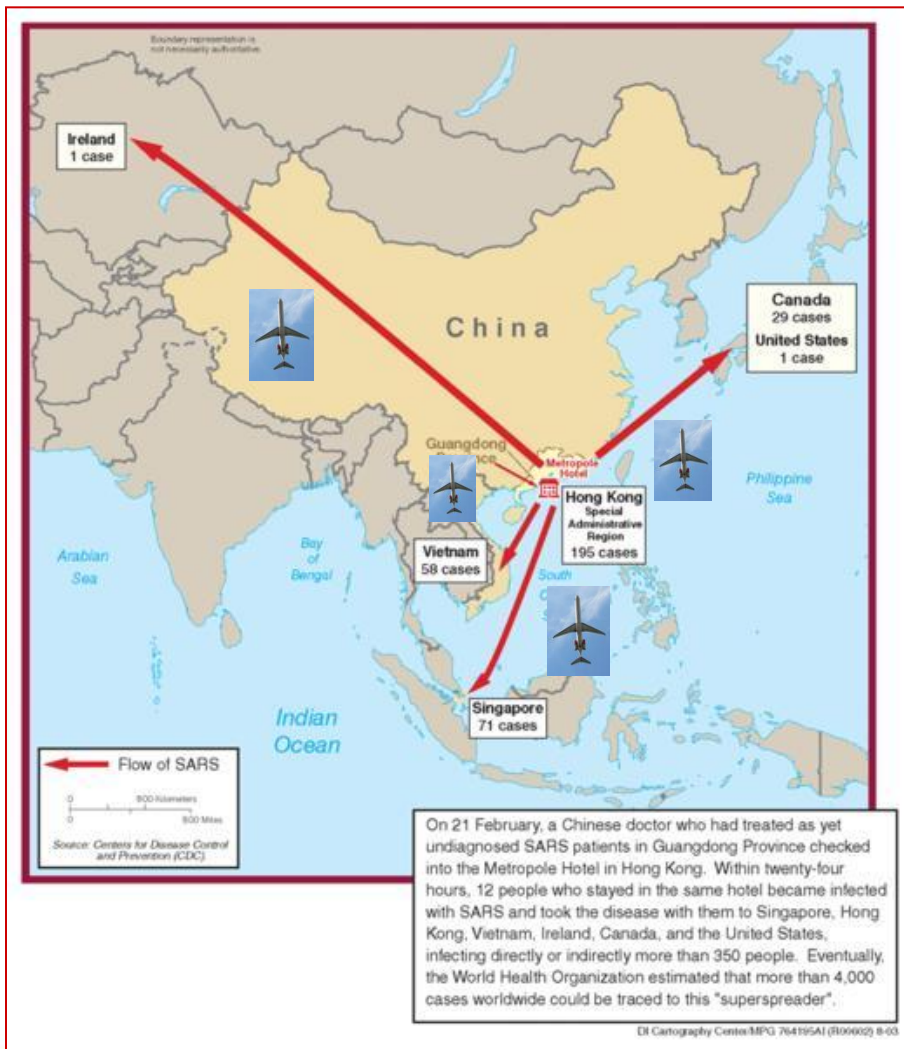 Boundary representation is
not necessarily authoritative.
Ireland
1 case
China
Canada
29 cases
United States
1 case
Guangdong
Metropole
Hotel
Hong Kong
Special
Administrative
Region
195 cases
Vietnam
58 cases
Philippine
Sea
Arabian
Sea
Bay
of
Bengal
South
Singapore
71 cases
Indian
Ocean
Flow of SARS
0 800 Kilometers
0 800 Miles
Source: Centers for Disease Control
and Prevention (CDC).
On 21 February, a Chinese doctor who had treated as yet
undiagnosed SARS patients in Guangdong Province checked
into the Metropole Hotel in Hong Kong. Within twenty-four
hours, 12 people who stayed in the same hotel became infected
with SARS and took the disease with them to Singapore, Hong
Kong, Vietnam, Ireland, Canada, and the United States,
infecting directly or indirectly more than 350 people. Eventually,
the World Health Organization estimated that more than 4,000
cases worldwide could be traced to this "superspreader".
DI Cartography Center/MPG 764195AI (R00602) 8-03